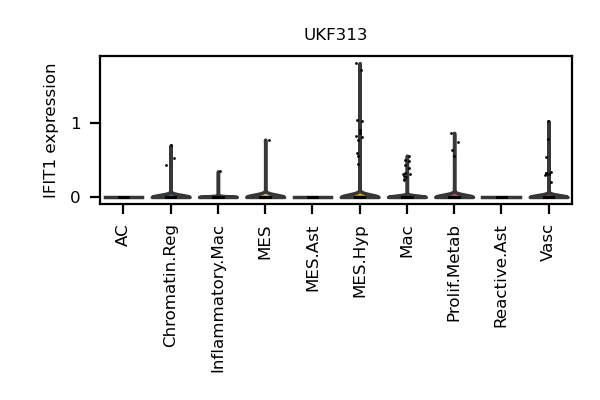 UKF313
IFIT1 expression
1
0
AC
Chromatin.Reg
Inflammatory.Mac
MES
MES.Ast
MES.Hyp
Mac
Prolif.Metab
Reactive.Ast
Vasc